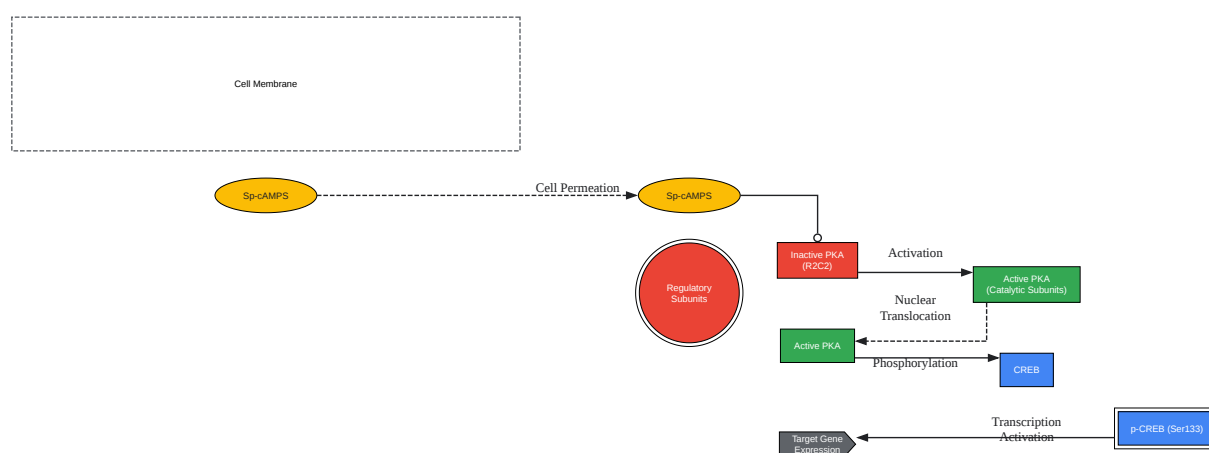 Cell Membrane
Cell Permeation
Sp-cAMPS
Sp-cAMPS
Inactive PKA
(R2C2)
Activation
Active PKA
(Catalytic Subunits)
Regulatory
Subunits
Nuclear
Translocation
Active PKA
Phosphorylation
CREB
Transcription
Activation
p-CREB (Ser133)
Target Gene
Expression